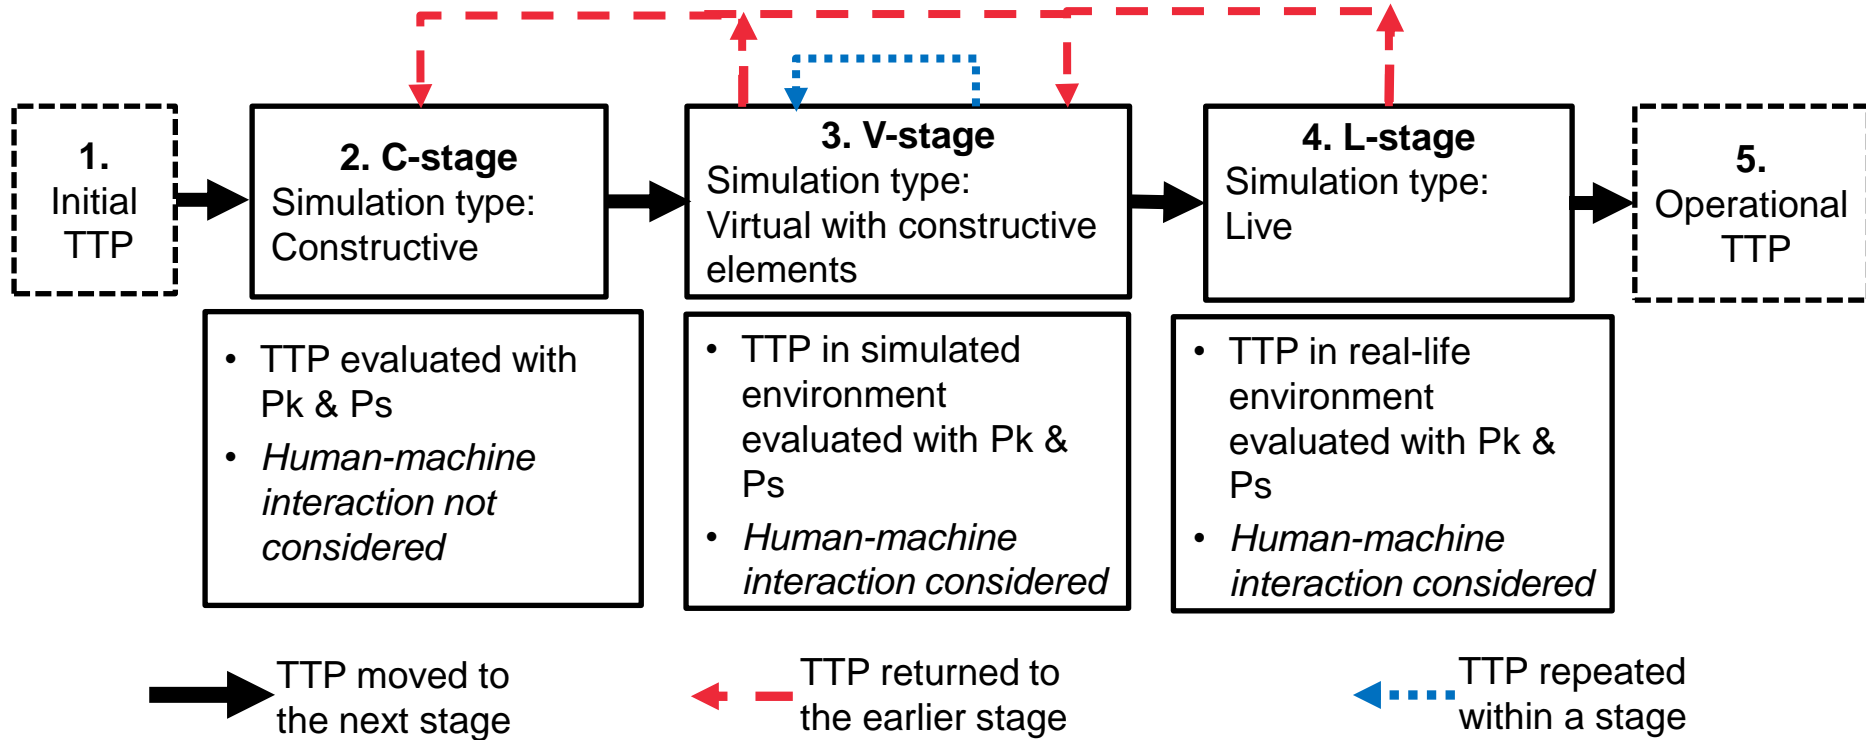 1.
Initial
TTP
2. C-stage
Simulation type:
Constructive
3. V-stage
Simulation type:
Virtual with constructive
elements
4. L-stage
Simulation type:
Live
5.
Operational
TTP
• TTP evaluated with
Pk & Ps
• Human-machine
interaction not
considered
• TTP in simulated
environment
evaluated with Pk &
Ps
• Human-machine
interaction considered
• TTP in real-life
environment
evaluated with Pk &
Ps
• Human-machine
interaction considered
TTP moved to
the next stage
TTP returned to
the earlier stage
TTP repeated
within a stage